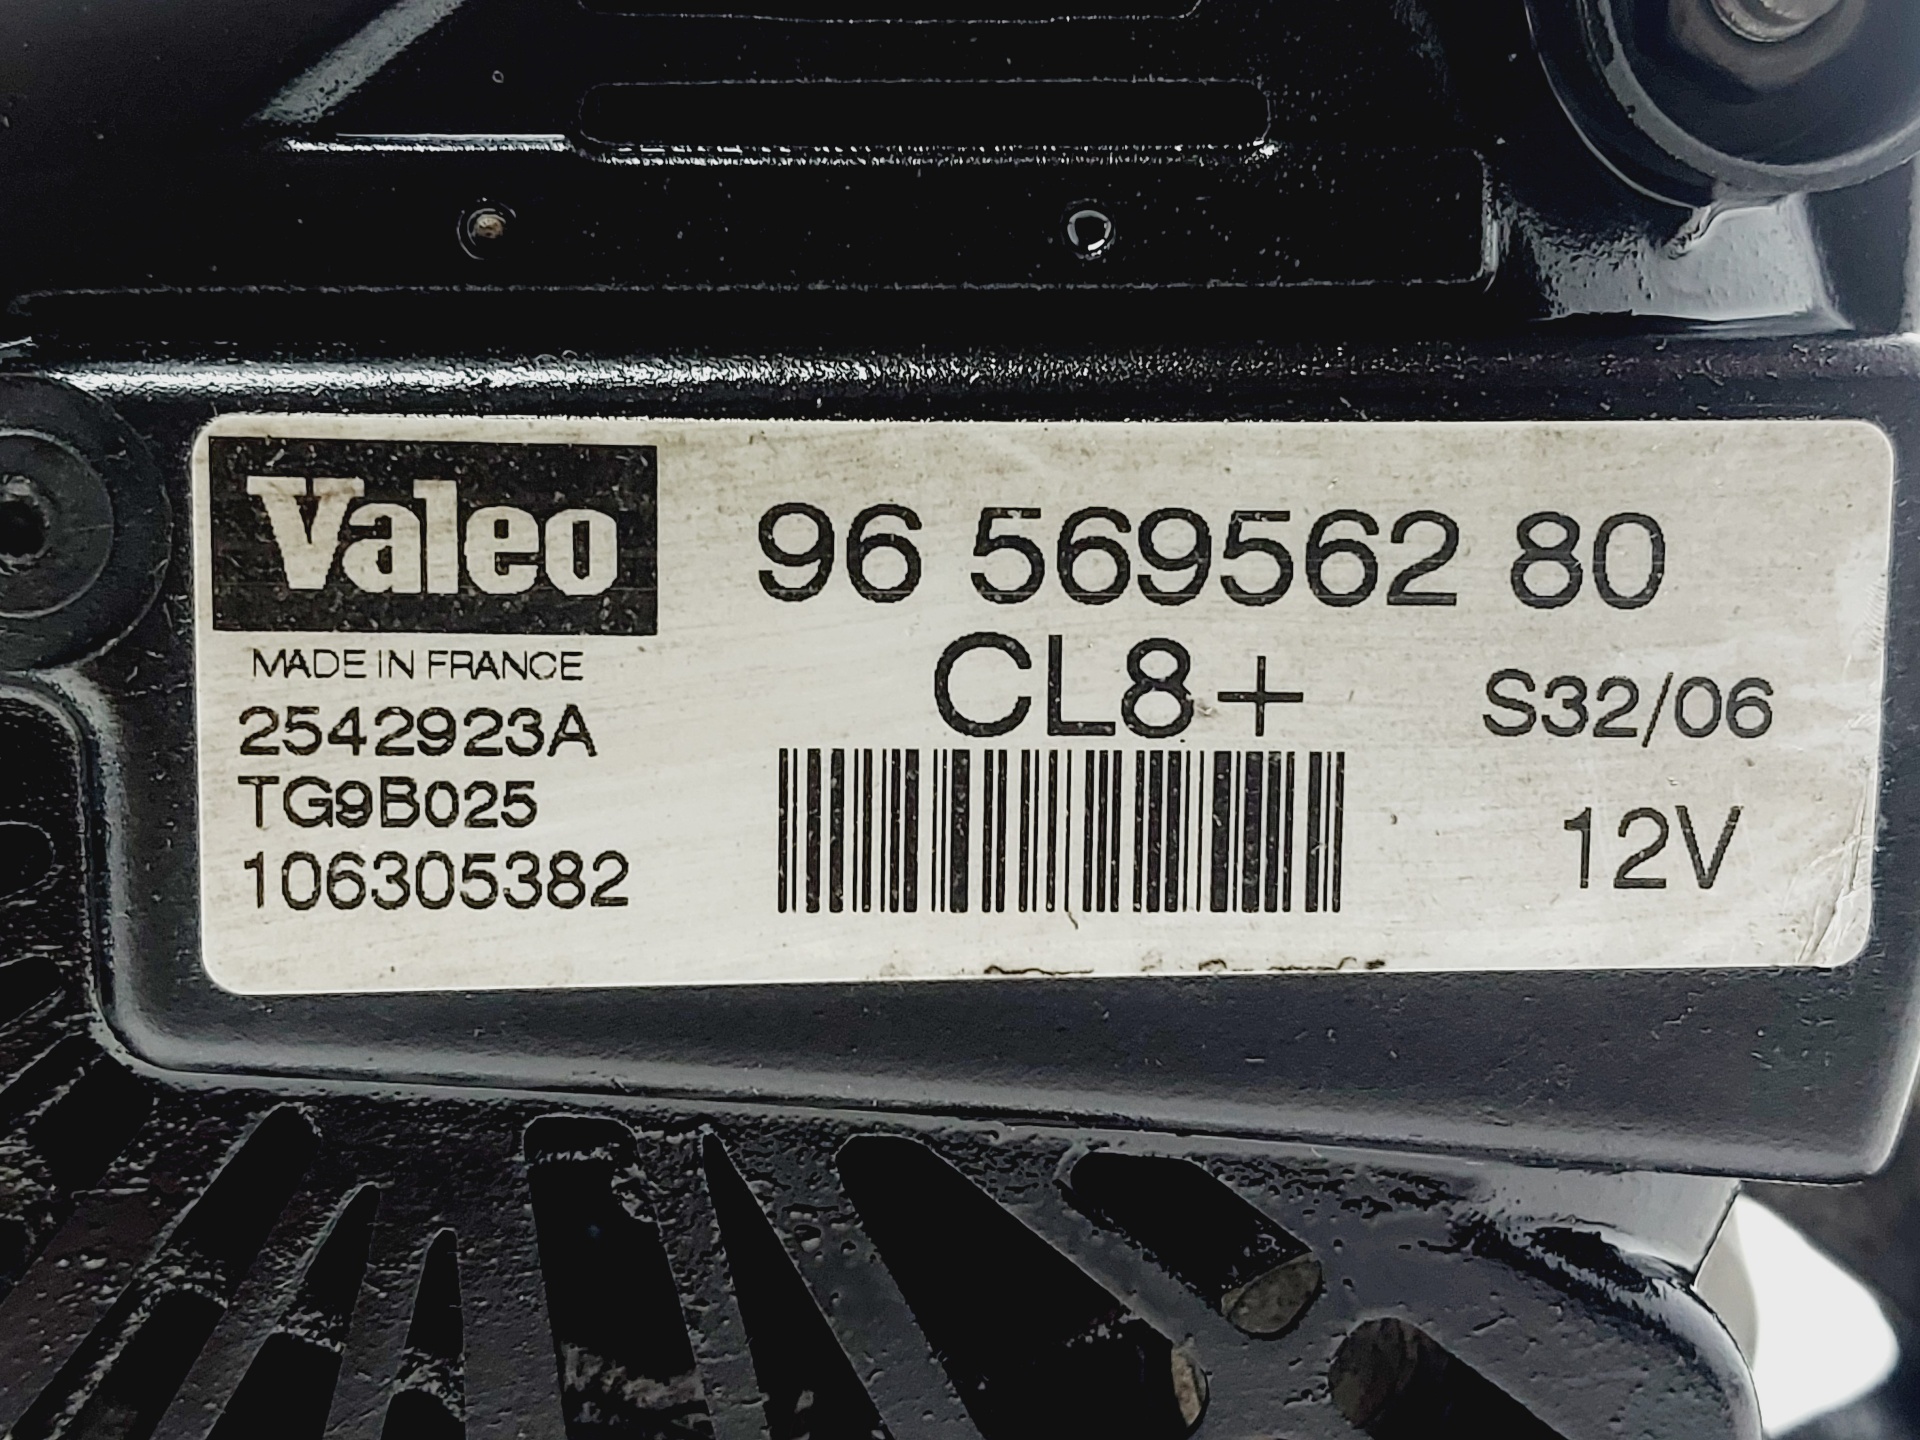 Valeo
96 569562 80
MADE IN FRANCE
CL8+
S32/06
2542923A
TG9B025
12V
106305382